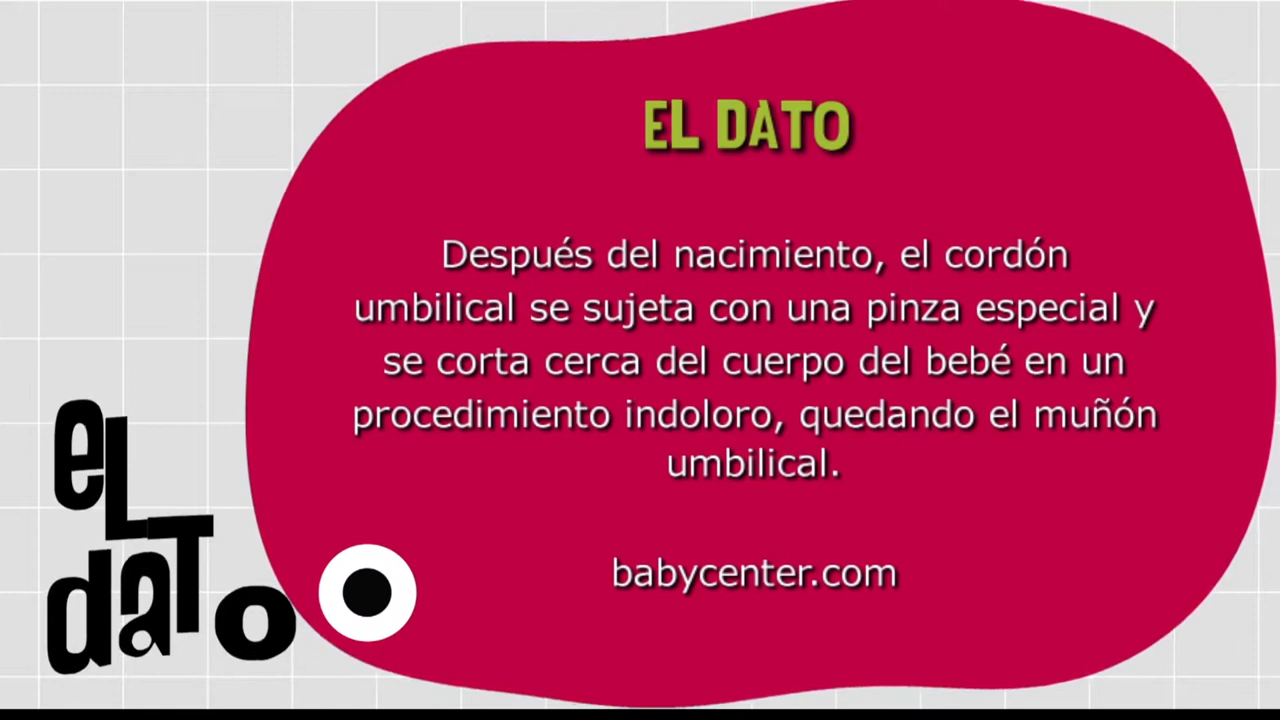 EL DATO
Después del nacimiento, el cordón
umbilical se sujeta con una pinza especial y
se corta cerca del cuerpo del bebé en un
procedimiento indoloro, quedando el muñón
umbilical.
babycenter.com
eL
daTo